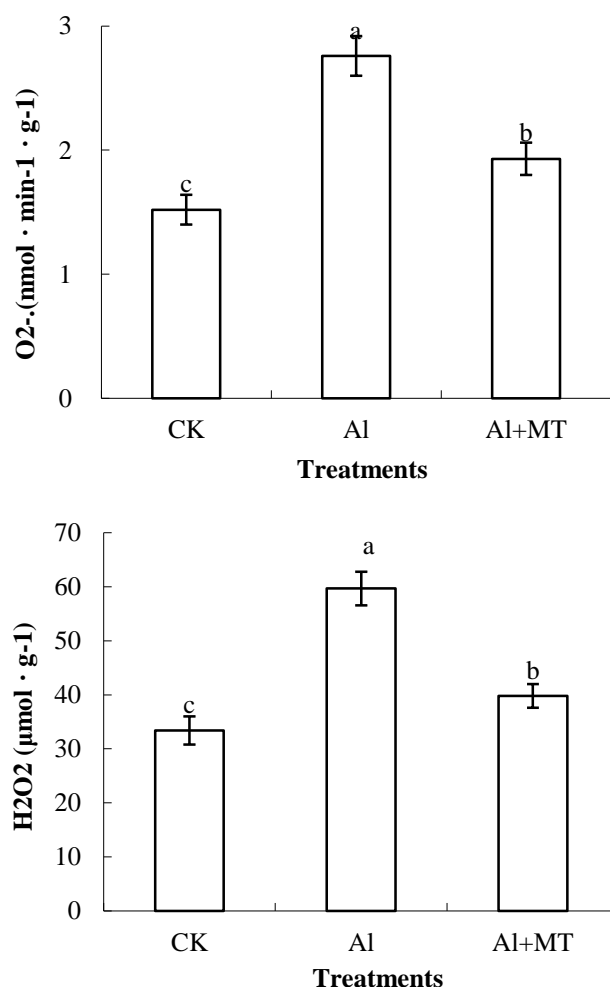 3
2
1
0
O2-.(nmol · min-1 · g-1)
c
a
b
CK Al Al+MT
Treatments
70
60
50
40
30
20
10
0
H2O2 (μmol · g-1)
c
a
b
CK Al Al+MT
Treatments